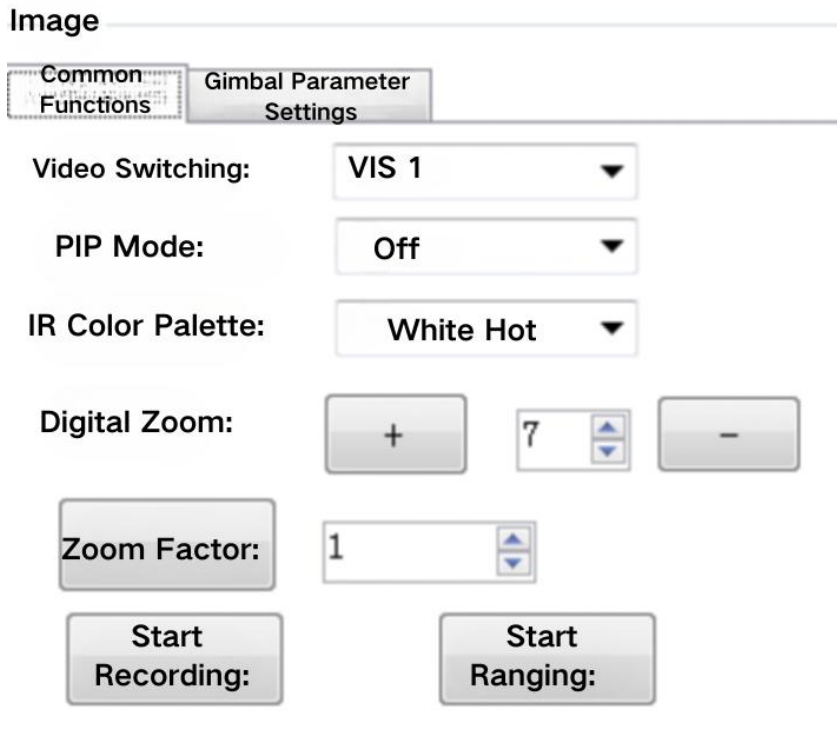 Image
Common
Functions
Gimbal Parameter
Settings
Video Switching: VIS 1
PIP Mode: Off
IR Color Palette: White Hot
Digital Zoom: + 7 −
Zoom Factor: 1
Start
Recording:
Start
Ranging: